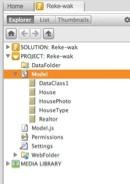 Home Reke-wak
Explorer List Thumbnails
SOLUTION: Reke-wak
PROJECT: Reke-wak
DataFolder
Model
DataClass1
House
HousePhoto
HouseType
Realtor
Model.js
Permissions
Settings
WebFolder
MEDIA LIBRARY